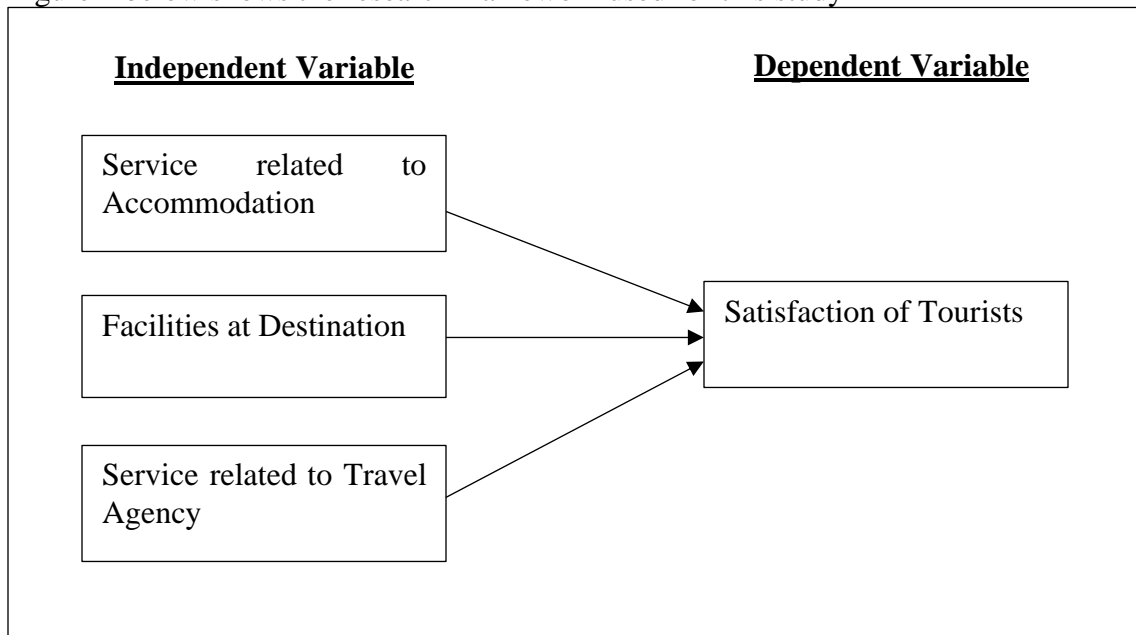 Independent Variable
Dependent Variable
Service related to
Accommodation
Facilities at Destination
Satisfaction of Tourists
Service related to Travel
Agency